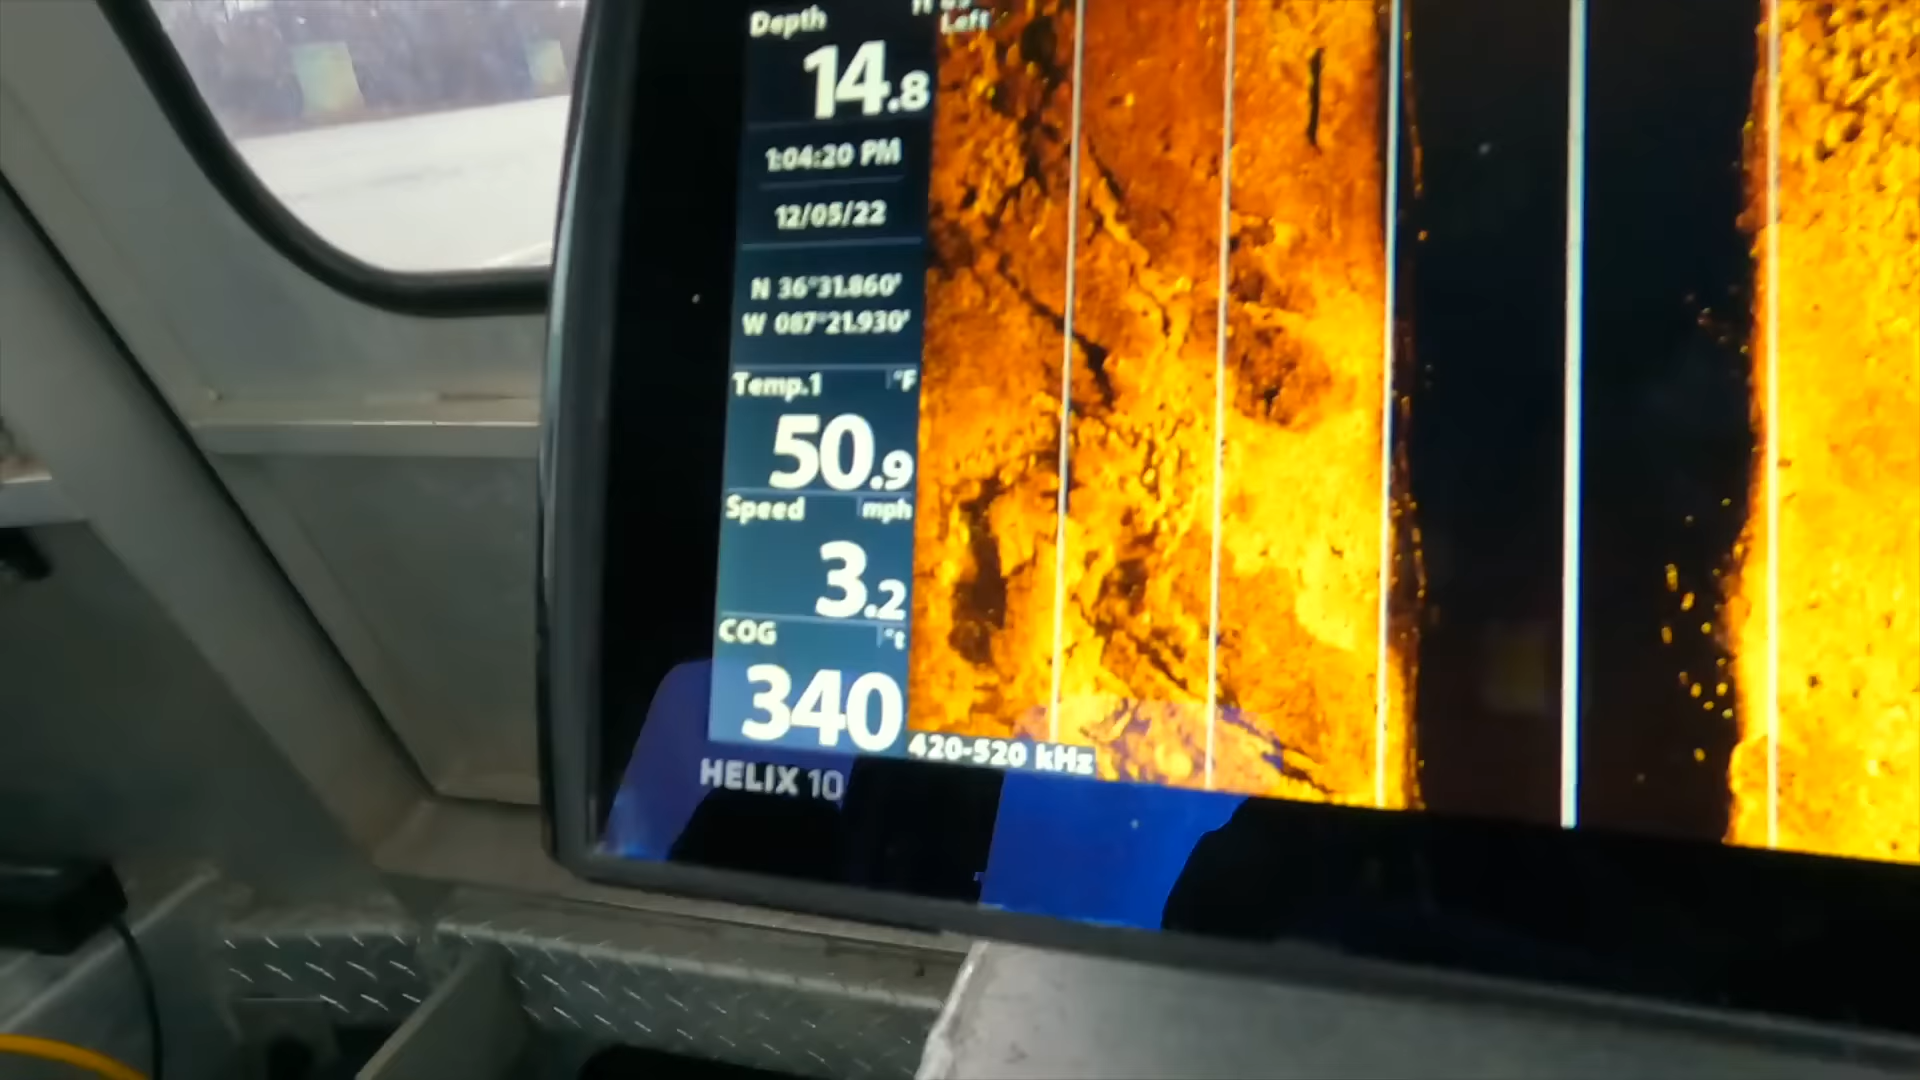 Depth
Left
14.8
1:04:20 PM
12/05/22
N 36°31.860'
W 087°21.930'
Temp.1 °F
50.9
Speed mph
3.2
COG °t
340
420-520 kHz
HELIX 10